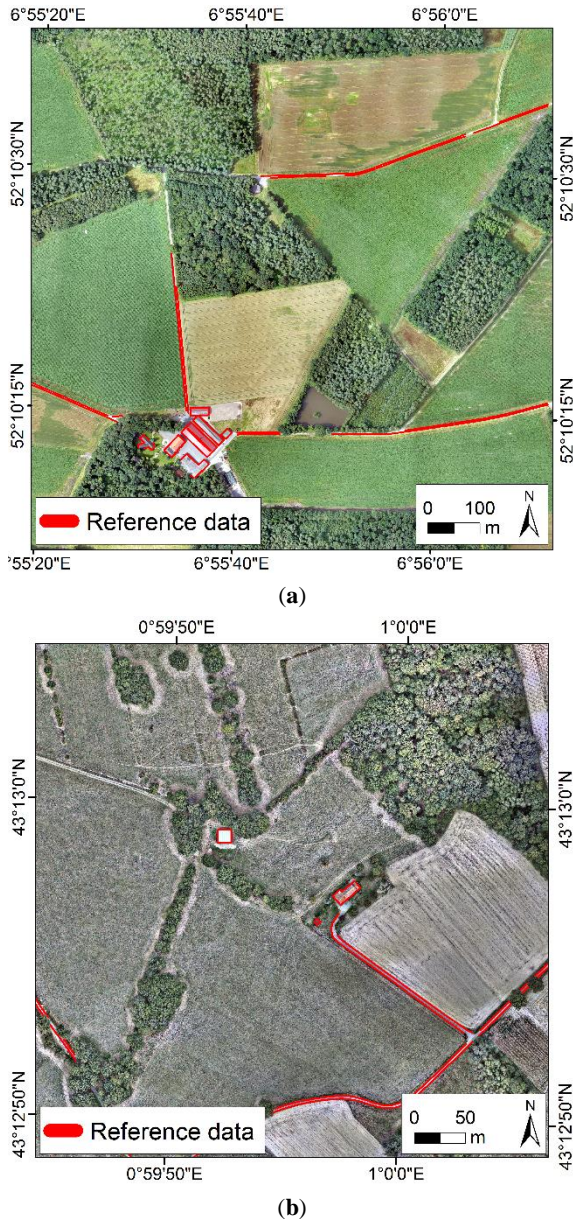 6°55'20"E 6°55'40"E 6°56'0"E
52°10'30"N 52°10'30"N
52°10'15"N 52°10'15"N
Reference data
0 100
m
N
6°55'20"E 6°55'40"E 6°56'0"E
(a)
0°59'50"E 1°0'0"E
43°13'0"N 43°13'0"N
43°12'50"N 43°12'50"N
Reference data
0 50
m
N
0°59'50"E 1°0'0"E
(b)